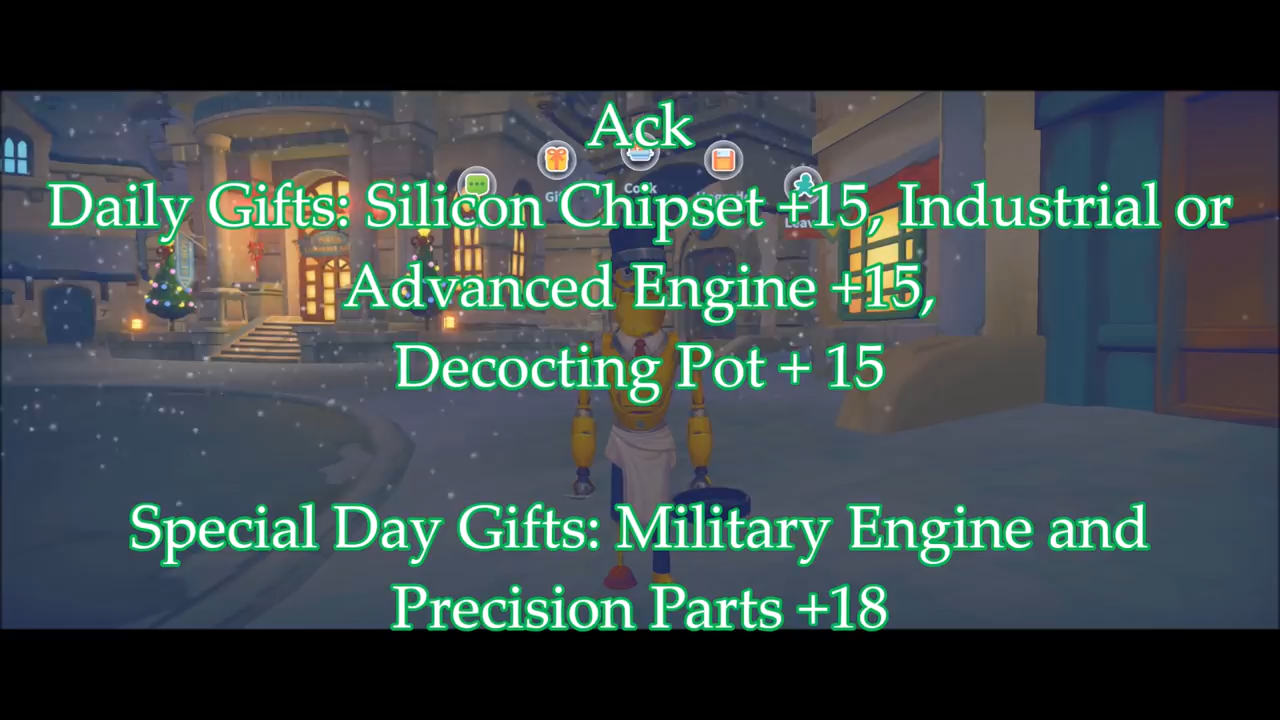 Ack
Daily Gifts: Silicon Chipset +15, Industrial or
Advanced Engine +15,
Decocting Pot + 15
Special Day Gifts: Military Engine and
Precision Parts +18